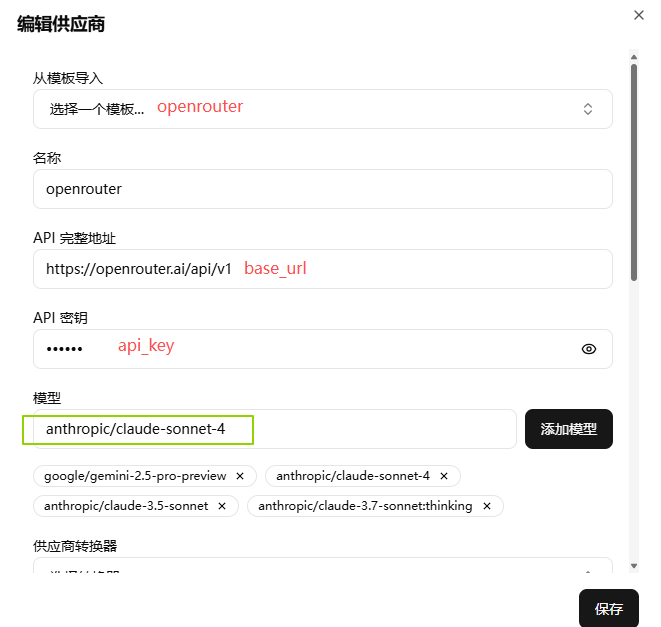 编辑供应商
从模板导入
选择一个模板... openrouter
名称
openrouter
API 完整地址
https://openrouter.ai/api/v1 base_url
API 密钥
•••••• api_key
模型
anthropic/claude-sonnet-4 添加模型
google/gemini-2.5-pro-preview × anthropic/claude-sonnet-4 ×
anthropic/claude-3.5-sonnet × anthropic/claude-3.7-sonnet:thinking ×
供应商转换器
保存